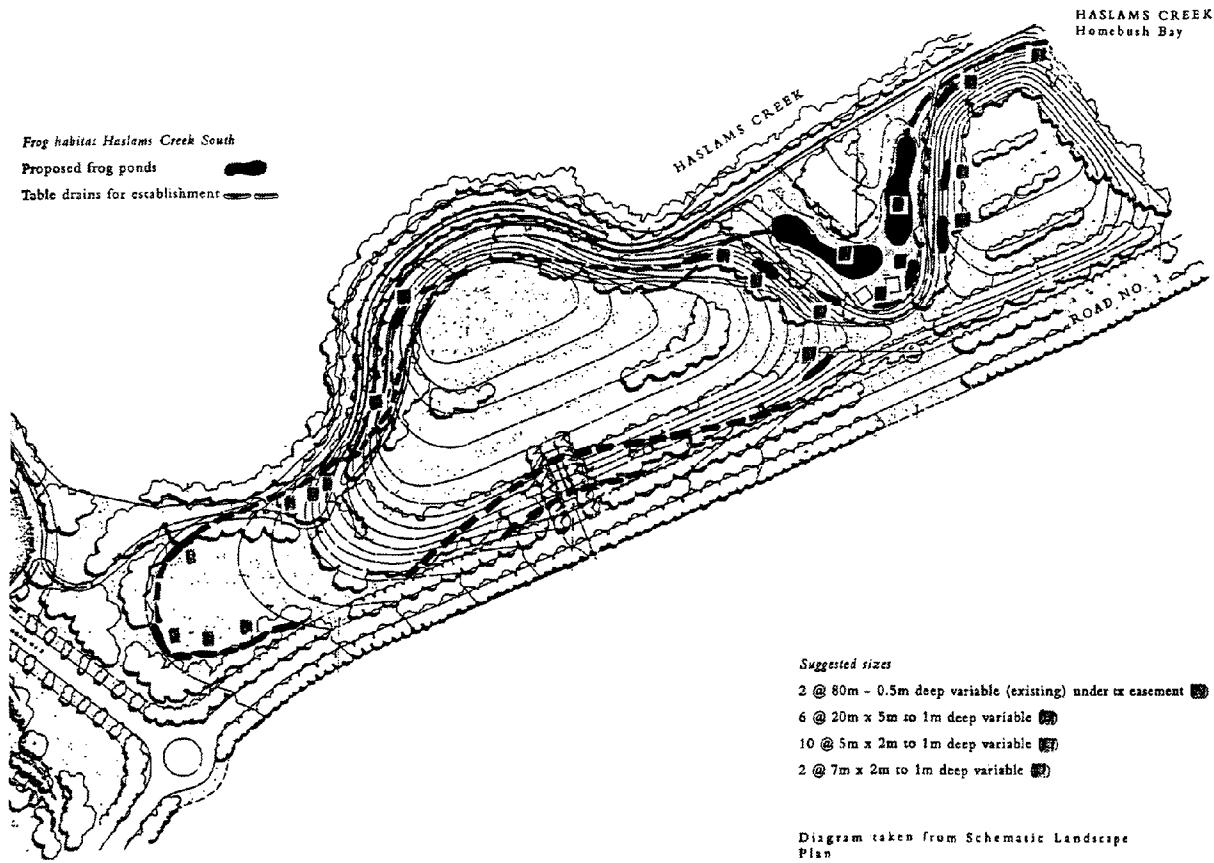 HASLAMS CREEK
Homebush Bay
Frog habitat Haslams Creek South
Proposed frog ponds
Table drains for establishment
HASLAMS CREEK
ROAD NO. 1
Suggested sizes
2 @ 80m - 0.5m deep variable (existing) under tx easement
6 @ 20m x 5m to 1m deep variable
10 @ 5m x 2m to 1m deep variable
2 @ 7m x 2m to 1m deep variable
Diagram taken from Schematic Landscape
Plan